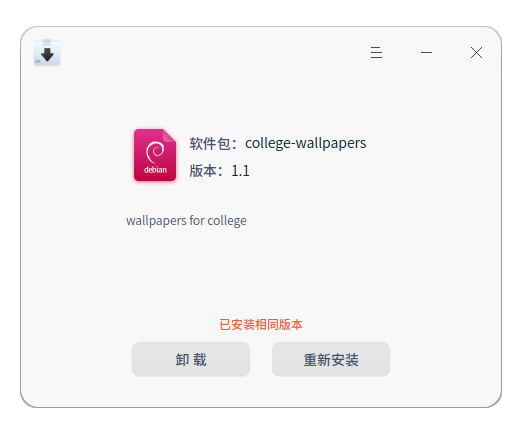 软件包：college-wallpapers
debian
版本：1.1
wallpapers for college
已安装相同版本
卸 载
重新安装